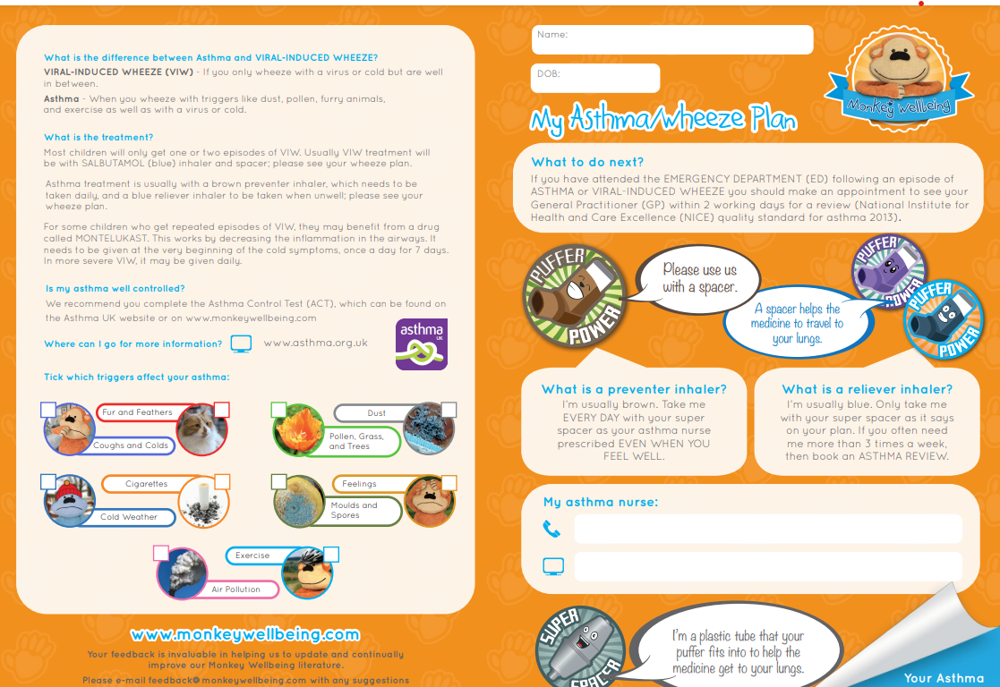 What is the difference between Asthma and VIRAL-INDUCED WHEEZE?
VIRAL-INDUCED WHEEZE (VIW) - If you only wheeze with a virus or cold but are well
in between.
Asthma - When you wheeze with triggers like dust, pollen, furry animals,
and exercise as well as with a virus or cold.
What is the treatment?
Most children will only get one or two episodes of VIW. Usually VIW treatment will
be with SALBUTAMOL (blue) inhaler and spacer; please see your wheeze plan.
Asthma treatment is usually with a brown preventer inhaler, which needs to be
taken daily, and a blue reliever inhaler to be taken when unwell; please see your
wheeze plan.
For some children who get repeated episodes of VIW, they may benefit from a drug
called MONTELUKAST. This works by decreasing the inflammation in the airways. It
needs to be given at the very beginning of the cold symptoms, once a day for 7 days.
In more severe VIW, it may be given daily.
Is my asthma well controlled?
We recommend you complete the Asthma Control Test (ACT), which can be found on
the Asthma UK website or on www.monkeywellbeing.com
Where can I go for more information?
www.asthma.org.uk
asthma
UK
Tick which triggers affect your asthma:
Fur and Feathers
Coughs and Colds
Dust
Pollen, Grass,
and Trees
Cigarettes
Cold Weather
Feelings
Moulds and
Spores
Exercise
Air Pollution
www.monkeywellbeing.com
Your feedback is invaluable in helping us to update and continually
improve our Monkey Wellbeing literature.
Please e-mail feedback@monkeywellbeing.com with any suggestions
Name:
DOB:
Monkey wellbeing
My Asthma/wheeze Plan
What to do next?
If you have attended the EMERGENCY DEPARTMENT (ED) following an episode of
ASTHMA or VIRAL-INDUCED WHEEZE you should make an appointment to see your
General Practitioner (GP) within 2 working days for a review (National Institute for
Health and Care Excellence (NICE) quality standard for asthma 2013).
PUFFER
POWER
Please use us
with a spacer.
PUFFER
POWER
A spacer helps the
medicine to travel to
your lungs.
PUFFER
POWER
What is a preventer inhaler?
I'm usually brown. Take me
EVERY DAY with your super
spacer as your asthma nurse
prescribed EVEN WHEN YOU
FEEL WELL.
What is a reliever inhaler?
I'm usually blue. Only take me
with your super spacer as it says
on your plan. If you often need
me more than 3 times a week,
then book an ASTHMA REVIEW.
My asthma nurse:
SUPER
SPACER
I'm a plastic tube that your
puffer fits into to help the
medicine get to your lungs.
Your Asthma